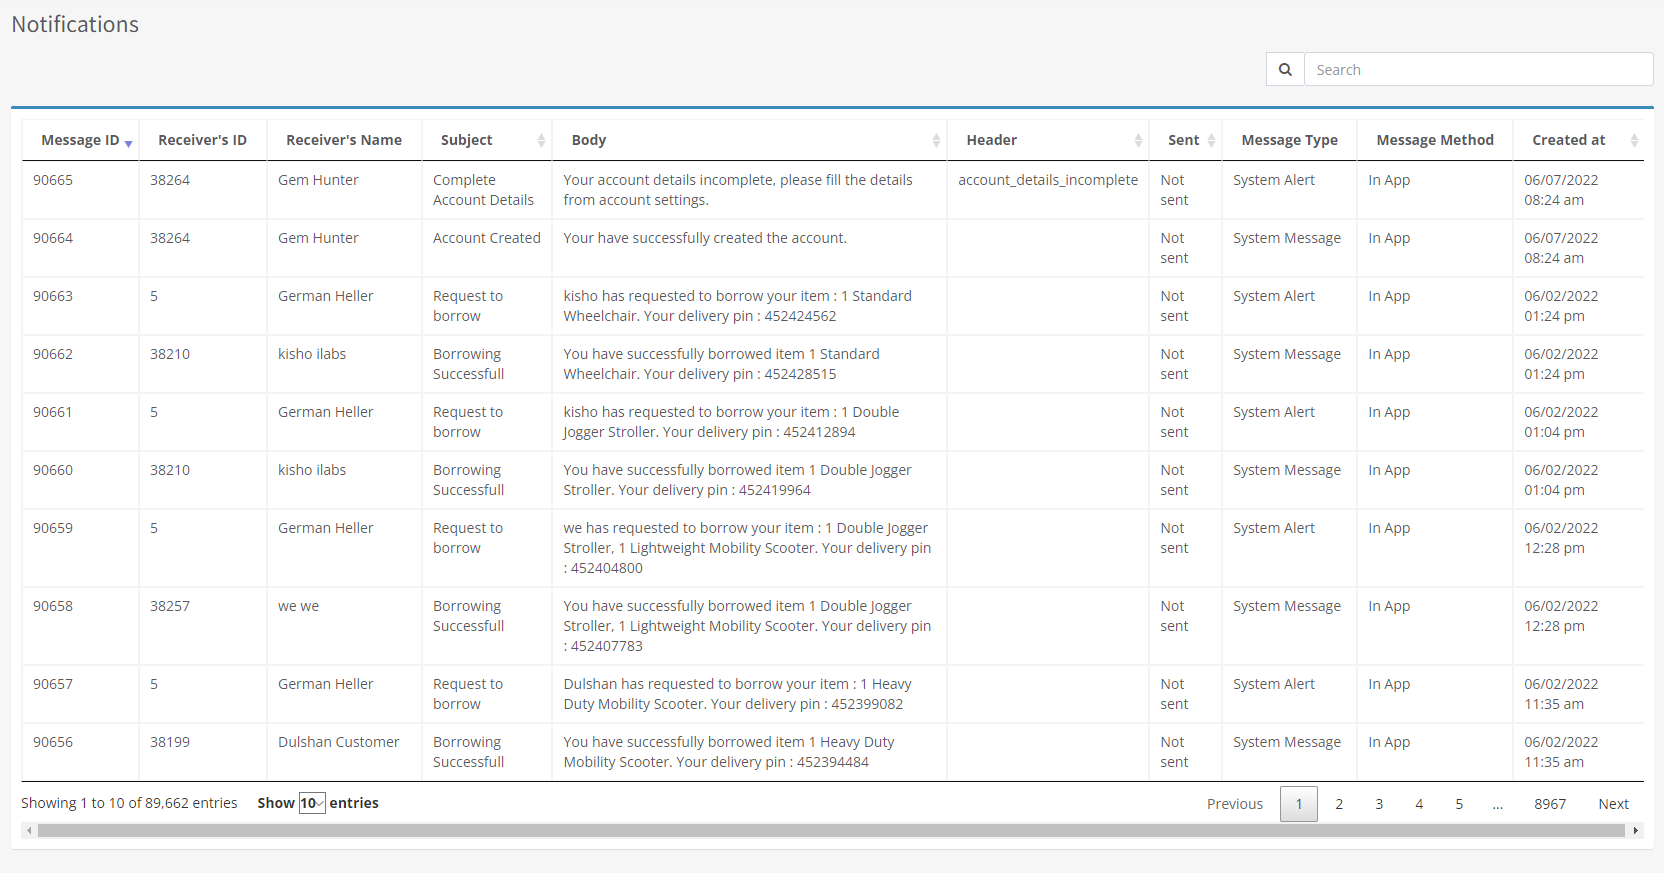 Notifications
Search
Message ID Receiver's ID Receiver's Name Subject Body Header Sent Message Type Message Method Created at
90665 38264 Gem Hunter Complete Your account details incomplete, please fill the details account_details_incomplete Not System Alert In App 06/07/2022
Account Details from account settings. sent 08:24 am
90664 38264 Gem Hunter Account Created Your have successfully created the account. Not System Message In App 06/07/2022
sent 08:24 am
90663 5 German Heller Request to kisho has requested to borrow your item : 1 Standard Not System Alert In App 06/02/2022
borrow Wheelchair. Your delivery pin : 452424562 sent 01:24 pm
90662 38210 kisho ilabs Borrowing You have successfully borrowed item 1 Standard Not System Message In App 06/02/2022
Successfull Wheelchair. Your delivery pin : 452428515 sent 01:24 pm
90661 5 German Heller Request to kisho has requested to borrow your item : 1 Double Not System Alert In App 06/02/2022
borrow Jogger Stroller. Your delivery pin : 452412894 sent 01:04 pm
90660 38210 kisho ilabs Borrowing You have successfully borrowed item 1 Double Jogger Not System Message In App 06/02/2022
Successfull Stroller. Your delivery pin : 452419964 sent 01:04 pm
90659 5 German Heller Request to we has requested to borrow your item : 1 Double Jogger Not System Alert In App 06/02/2022
borrow Stroller, 1 Lightweight Mobility Scooter. Your delivery pin sent 12:28 pm
: 452404800
90658 38257 we we Borrowing You have successfully borrowed item 1 Double Jogger Not System Message In App 06/02/2022
Successfull Stroller, 1 Lightweight Mobility Scooter. Your delivery pin sent 12:28 pm
: 452407783
90657 5 German Heller Request to Dulshan has requested to borrow your item : 1 Heavy Not System Alert In App 06/02/2022
borrow Duty Mobility Scooter. Your delivery pin : 452399082 sent 11:35 am
90656 38199 Dulshan Customer Borrowing You have successfully borrowed item 1 Heavy Duty Not System Message In App 06/02/2022
Successfull Mobility Scooter. Your delivery pin : 452394484 sent 11:35 am
Showing 1 to 10 of 89,662 entries Show 10 entries Previous 1 2 3 4 5 ... 8967 Next